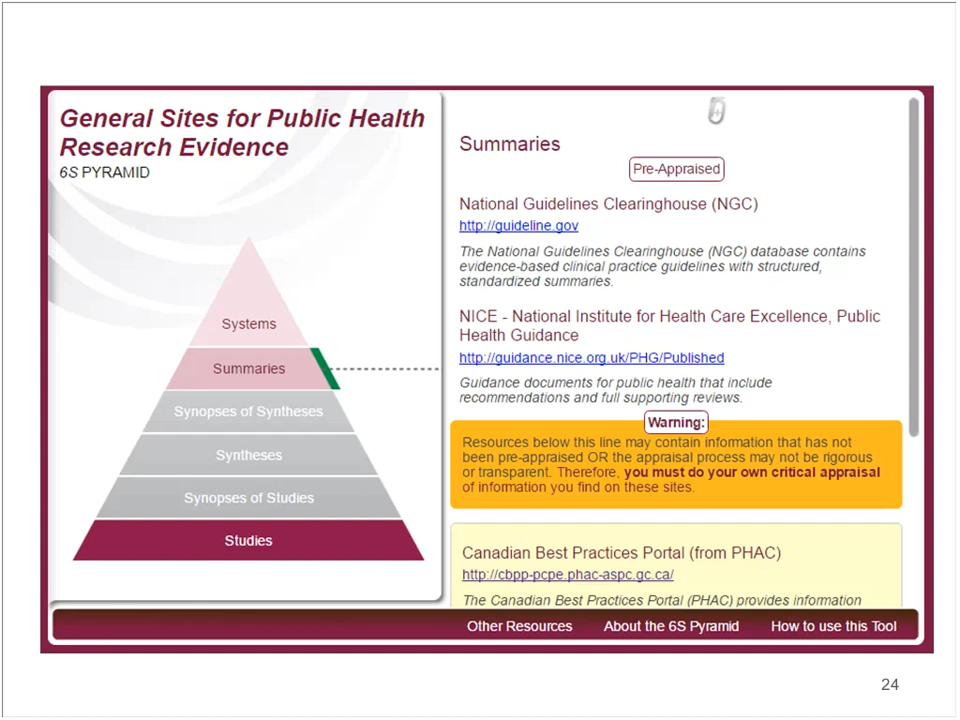 General Sites for Public Health
Research Evidence
6S PYRAMID
Systems
Summaries
Synopses of Syntheses
Syntheses
Synopses of Studies
Studies
Summaries
Pre-Appraised
National Guidelines Clearinghouse (NGC)
http://guideline.gov
The National Guidelines Clearinghouse (NGC) database contains
evidence-based clinical practice guidelines with structured,
standardized summaries.
NICE - National Institute for Health Care Excellence, Public
Health Guidance
http://guidance.nice.org.uk/PHG/Published
Guidance documents for public health that include
recommendations and full supporting reviews.
Warning:
Resources below this line may contain information that has not
been pre-appraised OR the appraisal process may not be rigorous
or transparent. Therefore, you must do your own critical appraisal
of information you find on these sites.
Canadian Best Practices Portal (from PHAC)
http://cbpp-pcpe.phac-aspc.gc.ca/
The Canadian Best Practices Portal (PHAC) provides information
Other Resources About the 6S Pyramid How to use this Tool
24